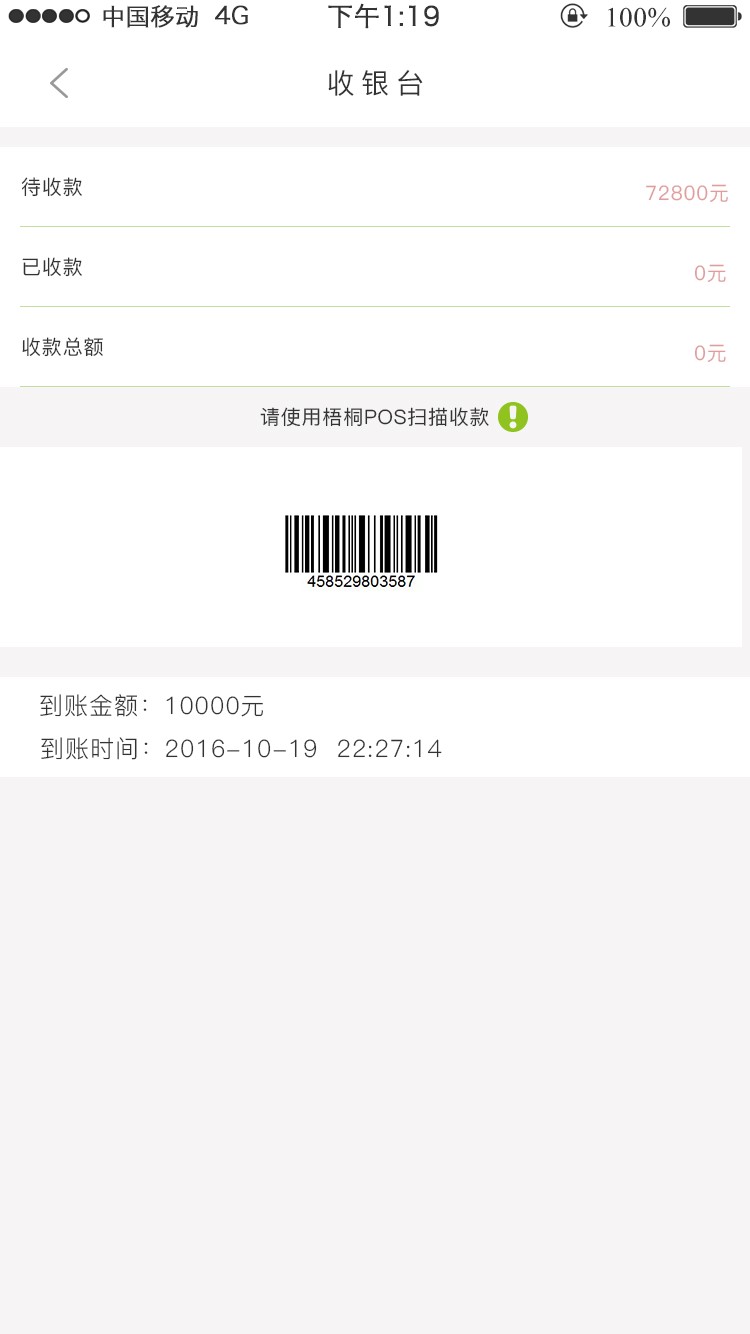 中国移动 4G 下午1:19 100%
收银台
待收款 72800元
已收款 0元
收款总额 0元
请使用梧桐POS扫描收款
458529803587
到账金额：10000元
到账时间：2016-10-19 22:27:14